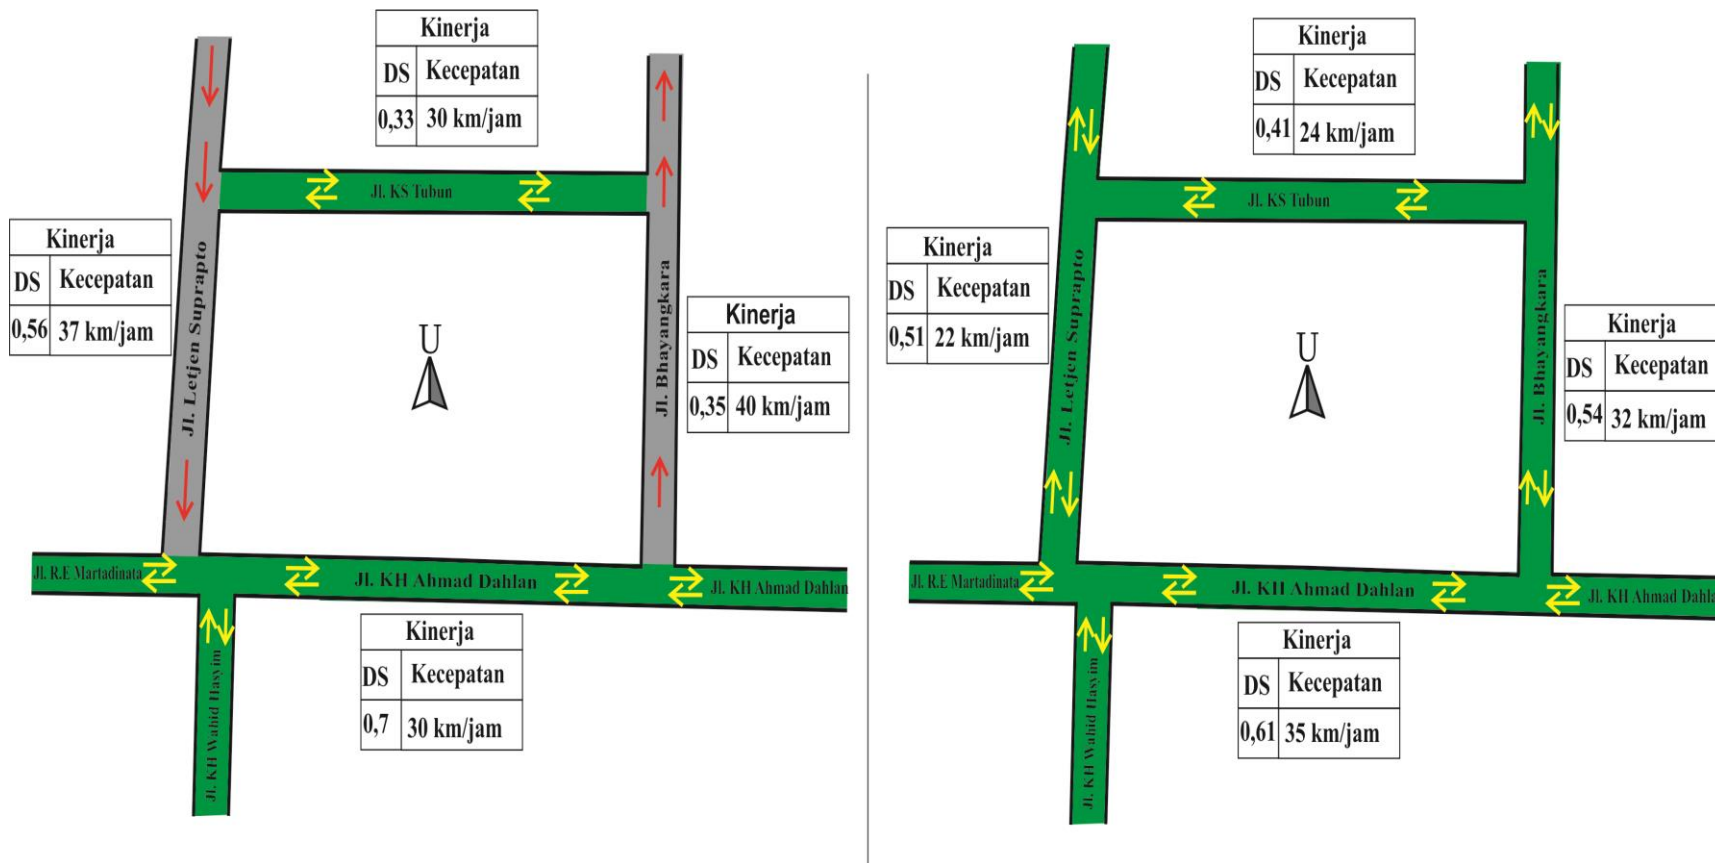 Kinerja
DS Kecepatan
0,33 30 km/jam
Jl. KS Tubun
Kinerja
DS Kecepatan
0,56 37 km/jam
Jl. Letjen Suprapto
U
Jl. Bhayangkara
Kinerja
DS Kecepatan
0,35 40 km/jam
Jl. R.E Martadinata
Jl. KH Ahmad Dahlan
Jl. KH Ahmad Dahlan
Jl. KH Wahid Hasyim
Kinerja
DS Kecepatan
0,7 30 km/jam
Kinerja
DS Kecepatan
0,41 24 km/jam
Jl. KS Tubun
Kinerja
DS Kecepatan
0,51 22 km/jam
Jl. Letjen Suprapto
U
Jl. Bhayangkara
Kinerja
DS Kecepatan
0,54 32 km/jam
Jl. R.E Martadinata
Jl. KH Ahmad Dahlan
Jl. KH Ahmad Dahla
Jl. KH Wahid Hasyim
Kinerja
DS Kecepatan
0,61 35 km/jam